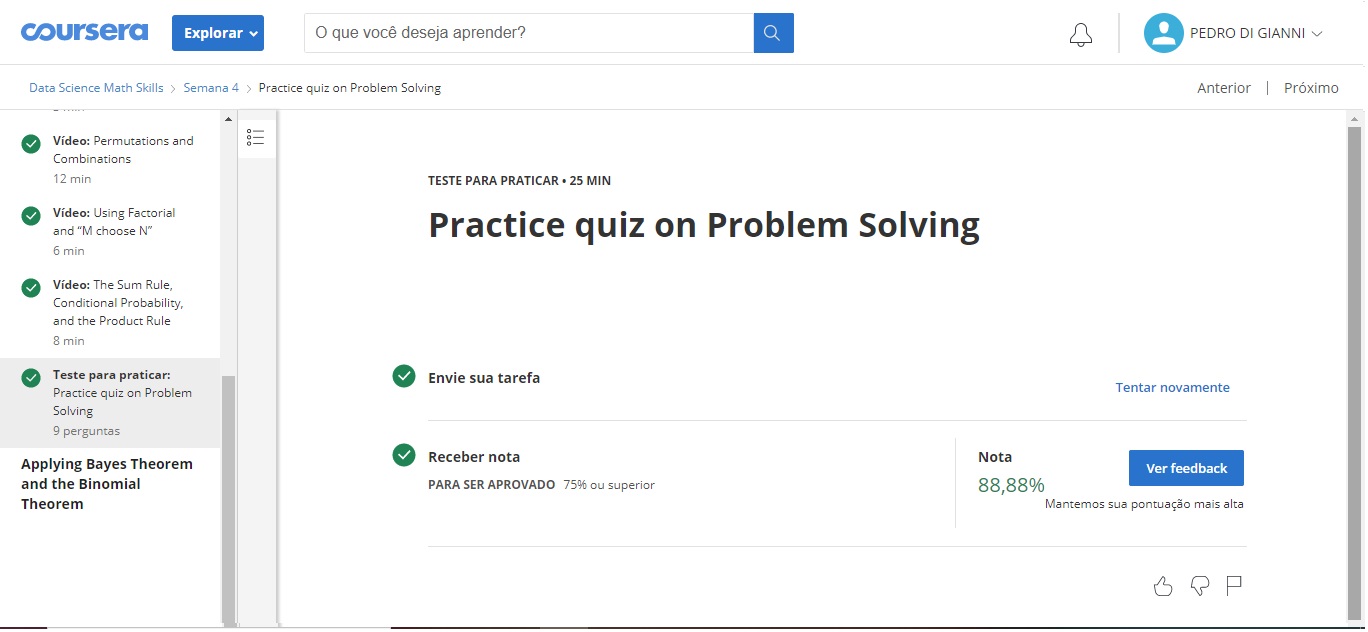 coursera
Explorar
O que você deseja aprender?
PEDRO DI GIANNI
Data Science Math Skills
Semana 4
Practice quiz on Problem Solving
Anterior | Próximo
Vídeo: Permutations and
Combinations
12 min
Vídeo: Using Factorial
and “M choose N”
6 min
Vídeo: The Sum Rule,
Conditional Probability,
and the Product Rule
8 min
Teste para praticar:
Practice quiz on Problem
Solving
9 perguntas
Applying Bayes Theorem
and the Binomial
Theorem
TESTE PARA PRATICAR • 25 MIN
Practice quiz on Problem Solving
Envie sua tarefa
Tentar novamente
Receber nota
PARA SER APROVADO 75% ou superior
Nota
88,88%
Ver feedback
Mantemos sua pontuação mais alta